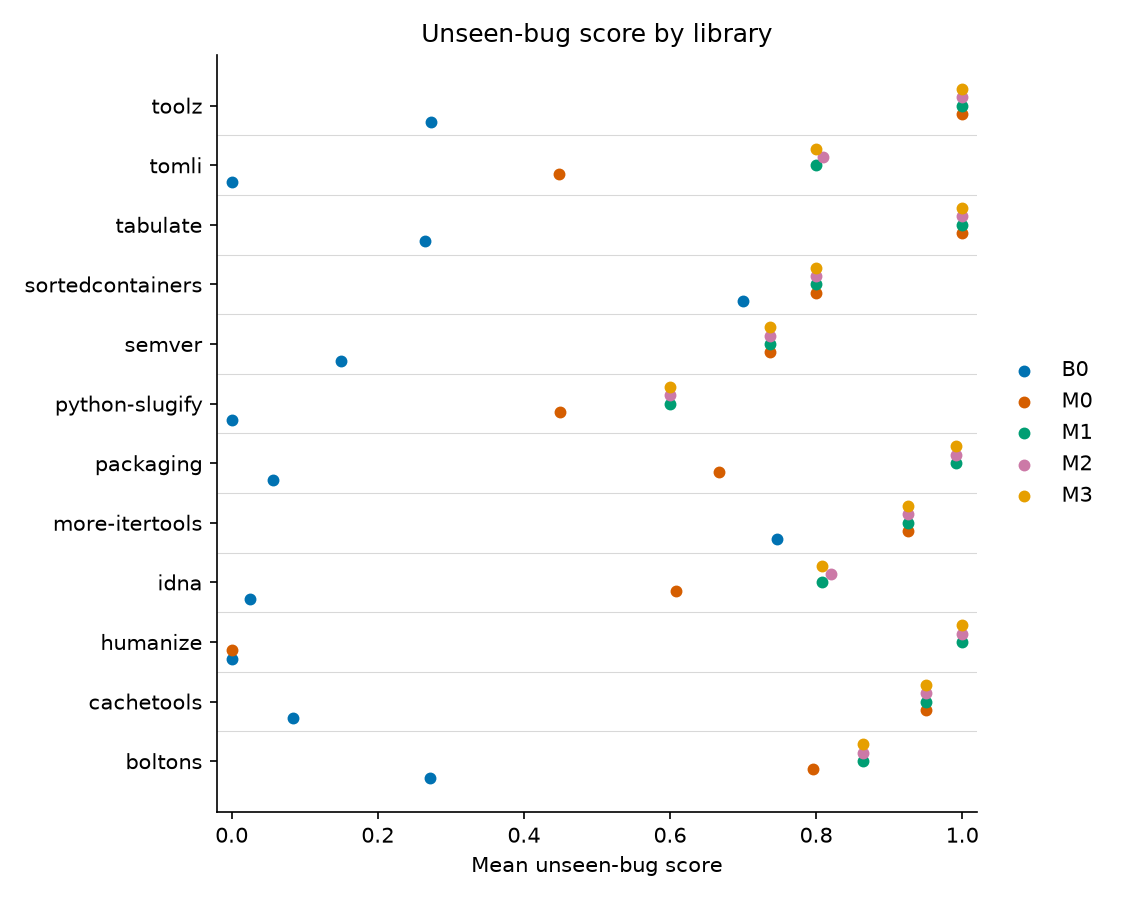 Unseen-bug score by library
toolz
tomli
tabulate
sortedcontainers
semver
python-slugify
packaging
more-itertools
idna
humanize
cachetools
boltons
0.0 0.2 0.4 0.6 0.8 1.0
Mean unseen-bug score
B0
M0
M1
M2
M3